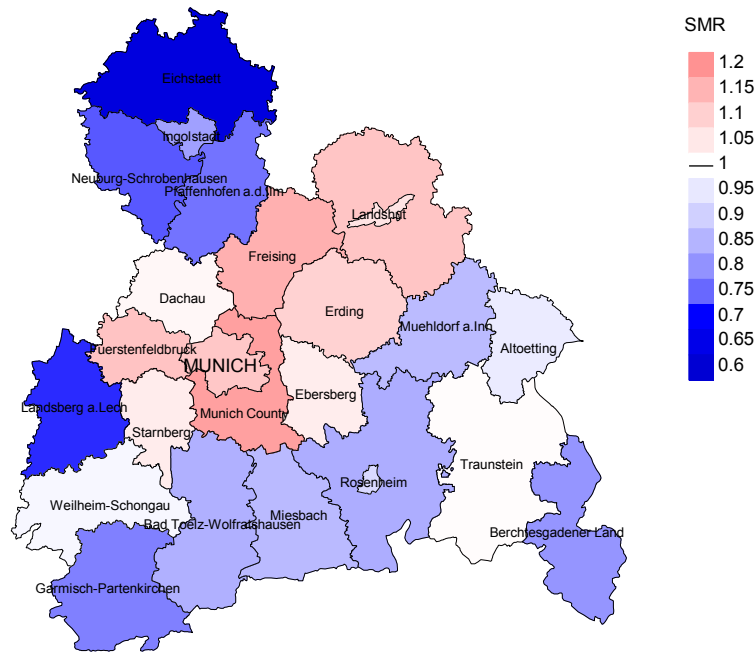 SMR
1.2
1.15
1.1
1.05
1
0.95
0.9
0.85
0.8
0.75
0.7
0.65
0.6
Eichstaett
Ingolstadt
Neuburg-Schrobenhausen
Pfaffenhofen a.d.Ilm
Landshut
Freising
Dachau
Erding
Muehldorf a.Inn
Altoetting
Fuerstenfeldbruck
MUNICH
Ebersberg
Landsberg a.Lech
Munich County
Starnberg
Traunstein
Rosenheim
Weilheim-Schongau
Miesbach
Bad Toelz-Wolfratshausen
Berchtesgadener Land
Garmisch-Partenkirchen